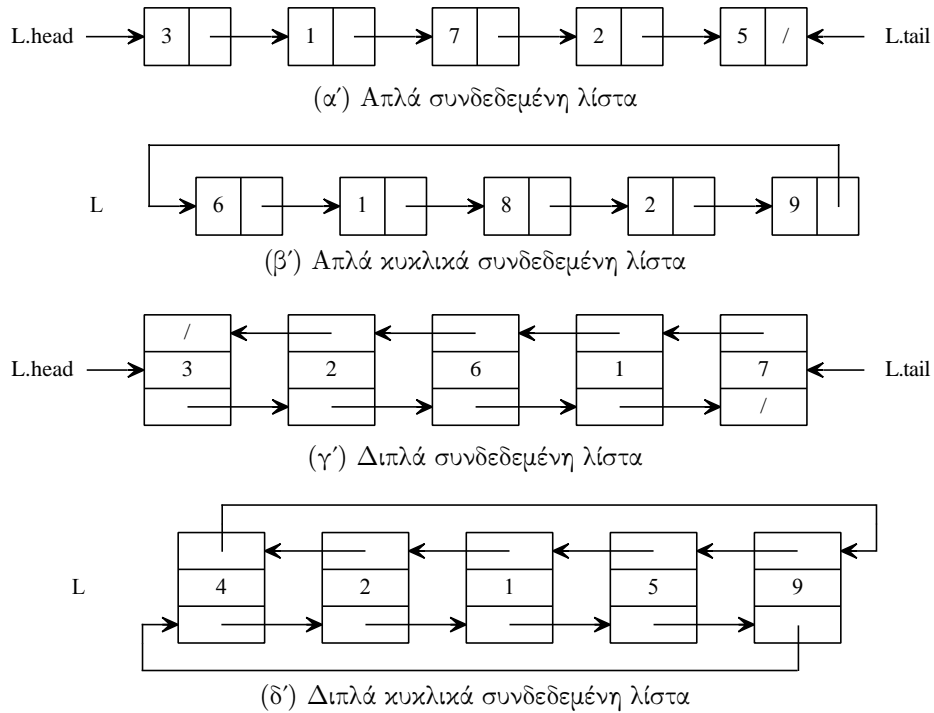 L.head 3 1 7 2 5 / L.tail
(α΄) Απλά συνδεδεμένη λίστα
L 6 1 8 2 9
(β΄) Απλά κυκλικά συνδεδεμένη λίστα
/
L.head 3 2 6 1 7 L.tail
/
(γ΄) Διπλά συνδεδεμένη λίστα
L 4 2 1 5 9
(δ΄) Διπλά κυκλικά συνδεδεμένη λίστα